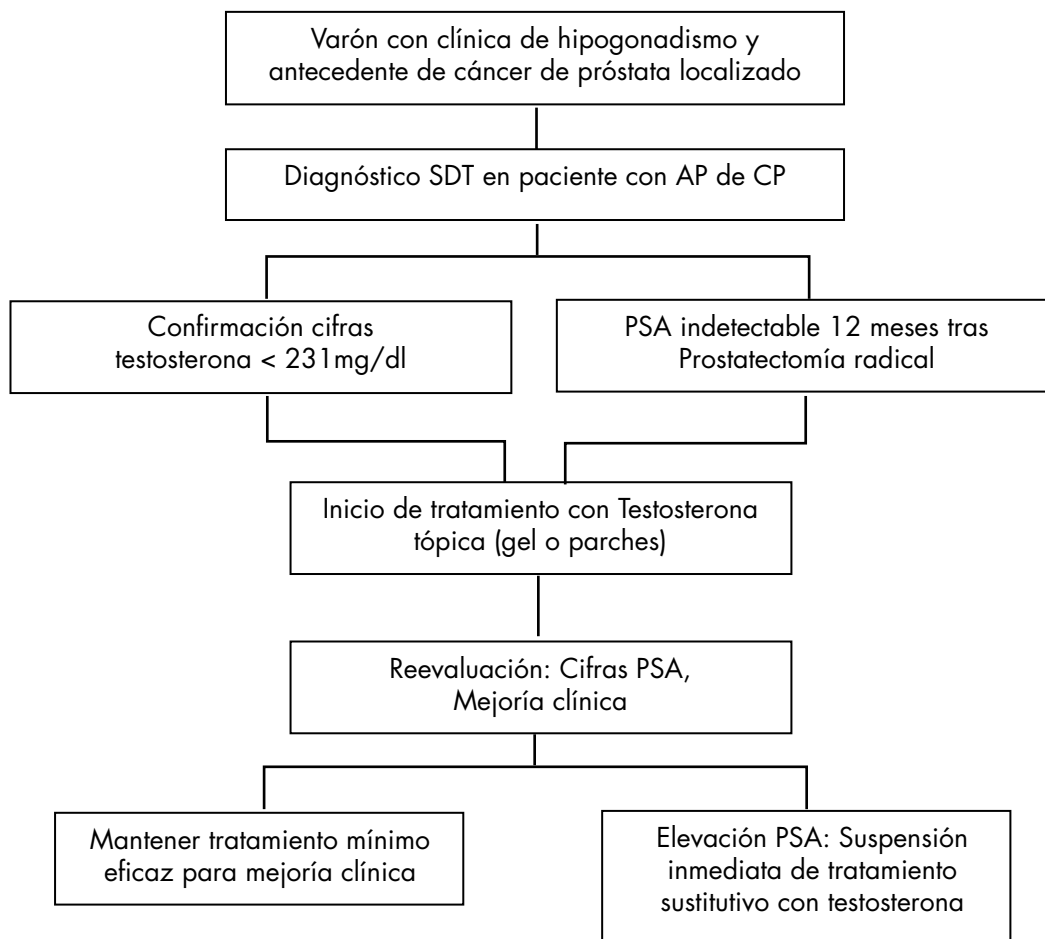 Varón con clínica de hipogonadismo y
antecedente de cáncer de próstata localizado
Diagnóstico SDT en paciente con AP de CP
Confirmación cifras
testosterona < 231mg/dl
PSA indetectable 12 meses tras
Prostatectomía radical
Inicio de tratamiento con Testosterona
tópica (gel o parches)
Reevaluación: Cifras PSA,
Mejoría clínica
Mantener tratamiento mínimo
eficaz para mejoría clínica
Elevación PSA: Suspensión
inmediata de tratamiento
sustitutivo con testosterona